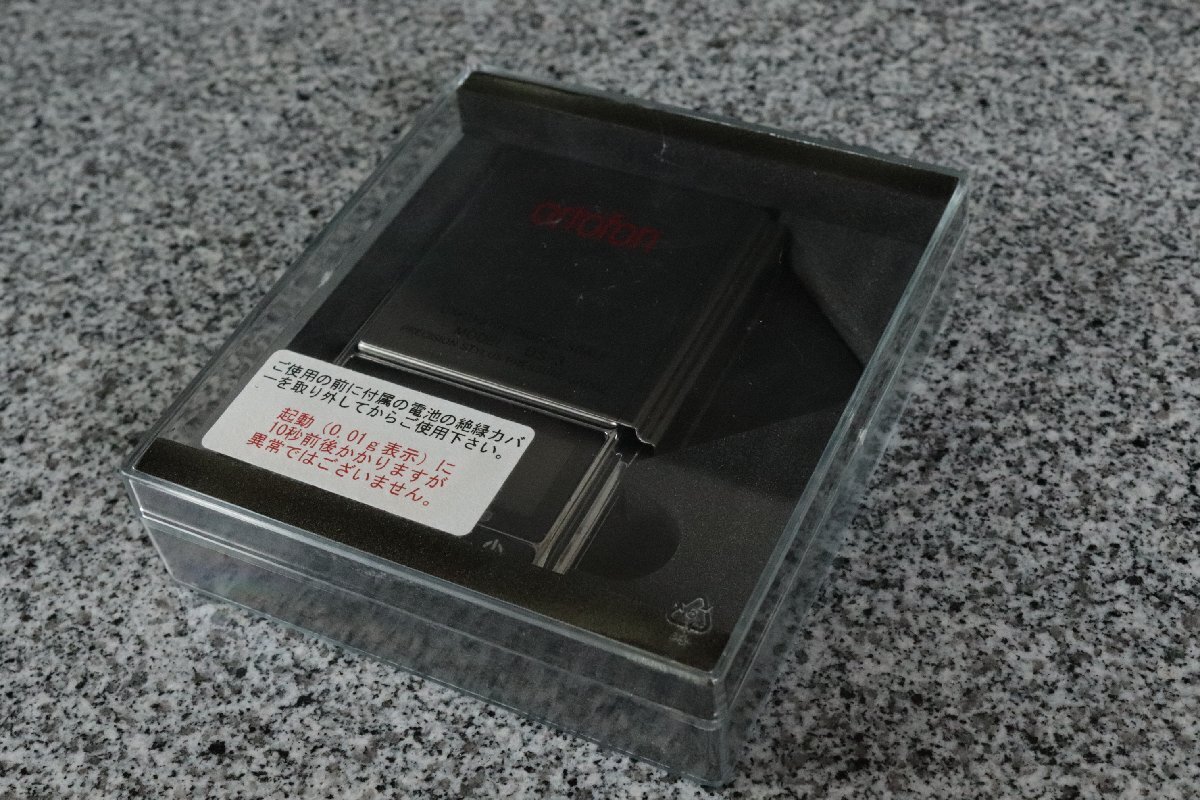 ortofon
ご使用の前に付属の電池の絶縁カバ
ーを取り外してからご使用下さい。
起動（0.01g表示）に
10秒前後かかりますが
異常ではございません。